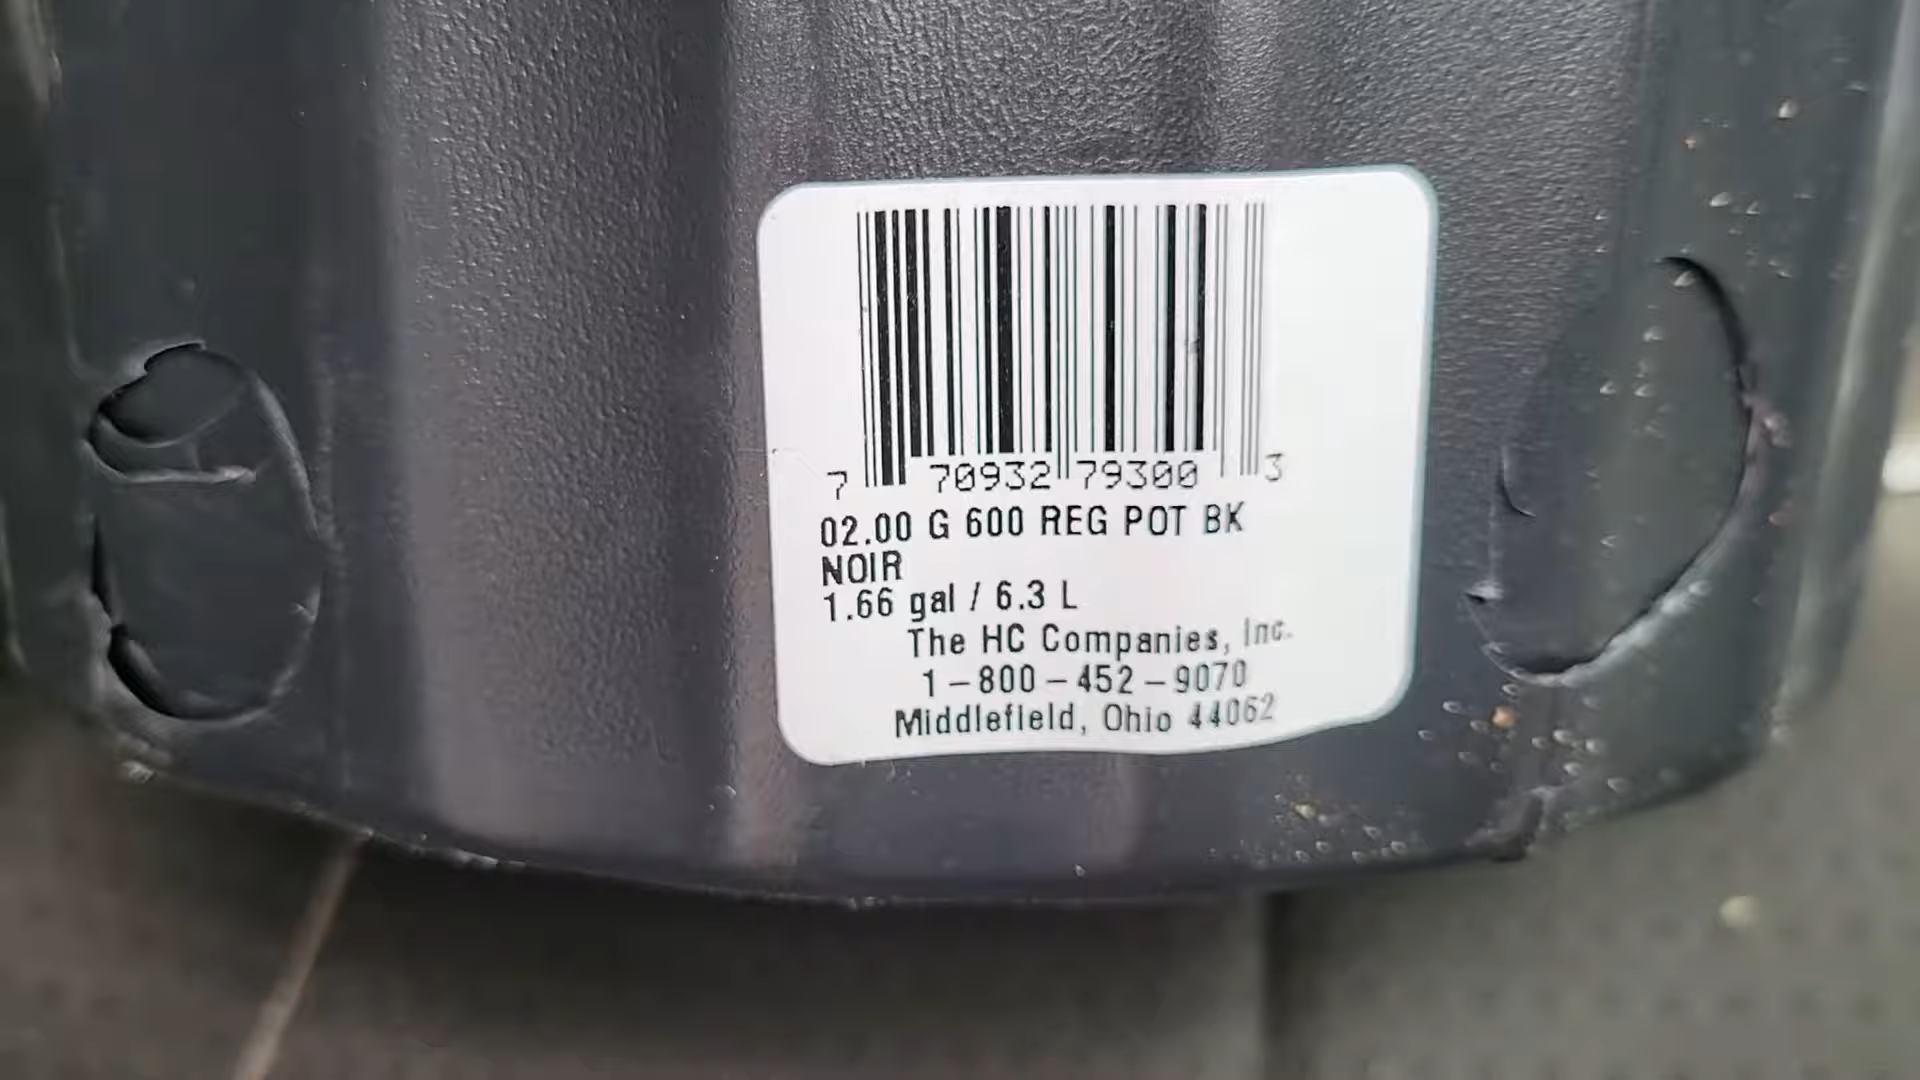 7 70932 79300 3
02.00 G 600 REG POT BK
NOIR
1.66 gal / 6.3 L
The HC Companies, Inc.
1-800-452-9070
Middlefield, Ohio 44062